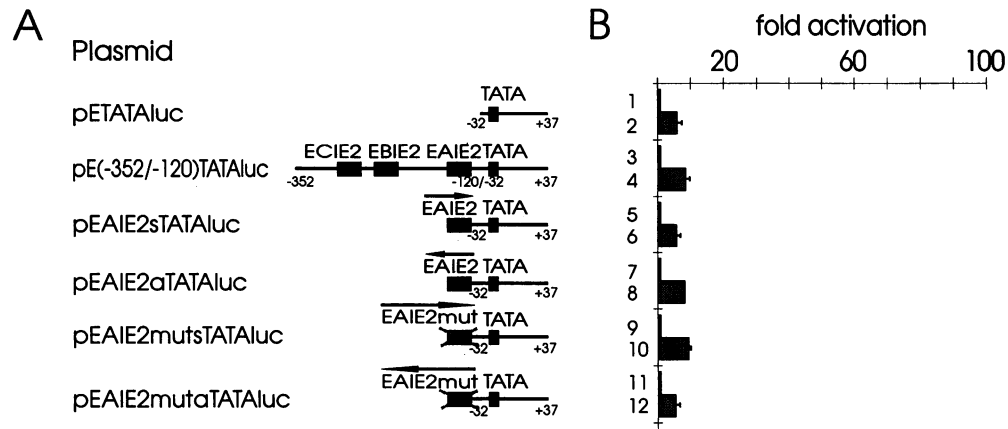 A
Plasmid
pETATAluc
TATA
-32 +37
pE(-352/-120)TATAluc
ECIE2 EBIE2 EAIE2TATA
-352 -120/-32 +37
pEAIE2sTATAluc
EAIE2 TATA
-32 +37
pEAIE2aTATAluc
EAIE2 TATA
-32 +37
pEAIE2mutsTATAluc
EAIE2mut TATA
-32 +37
pEAIE2mutaTATAluc
EAIE2mut TATA
-32 +37
B
fold activation
20 60 100
1
2
3
4
5
6
7
8
9
10
11
12